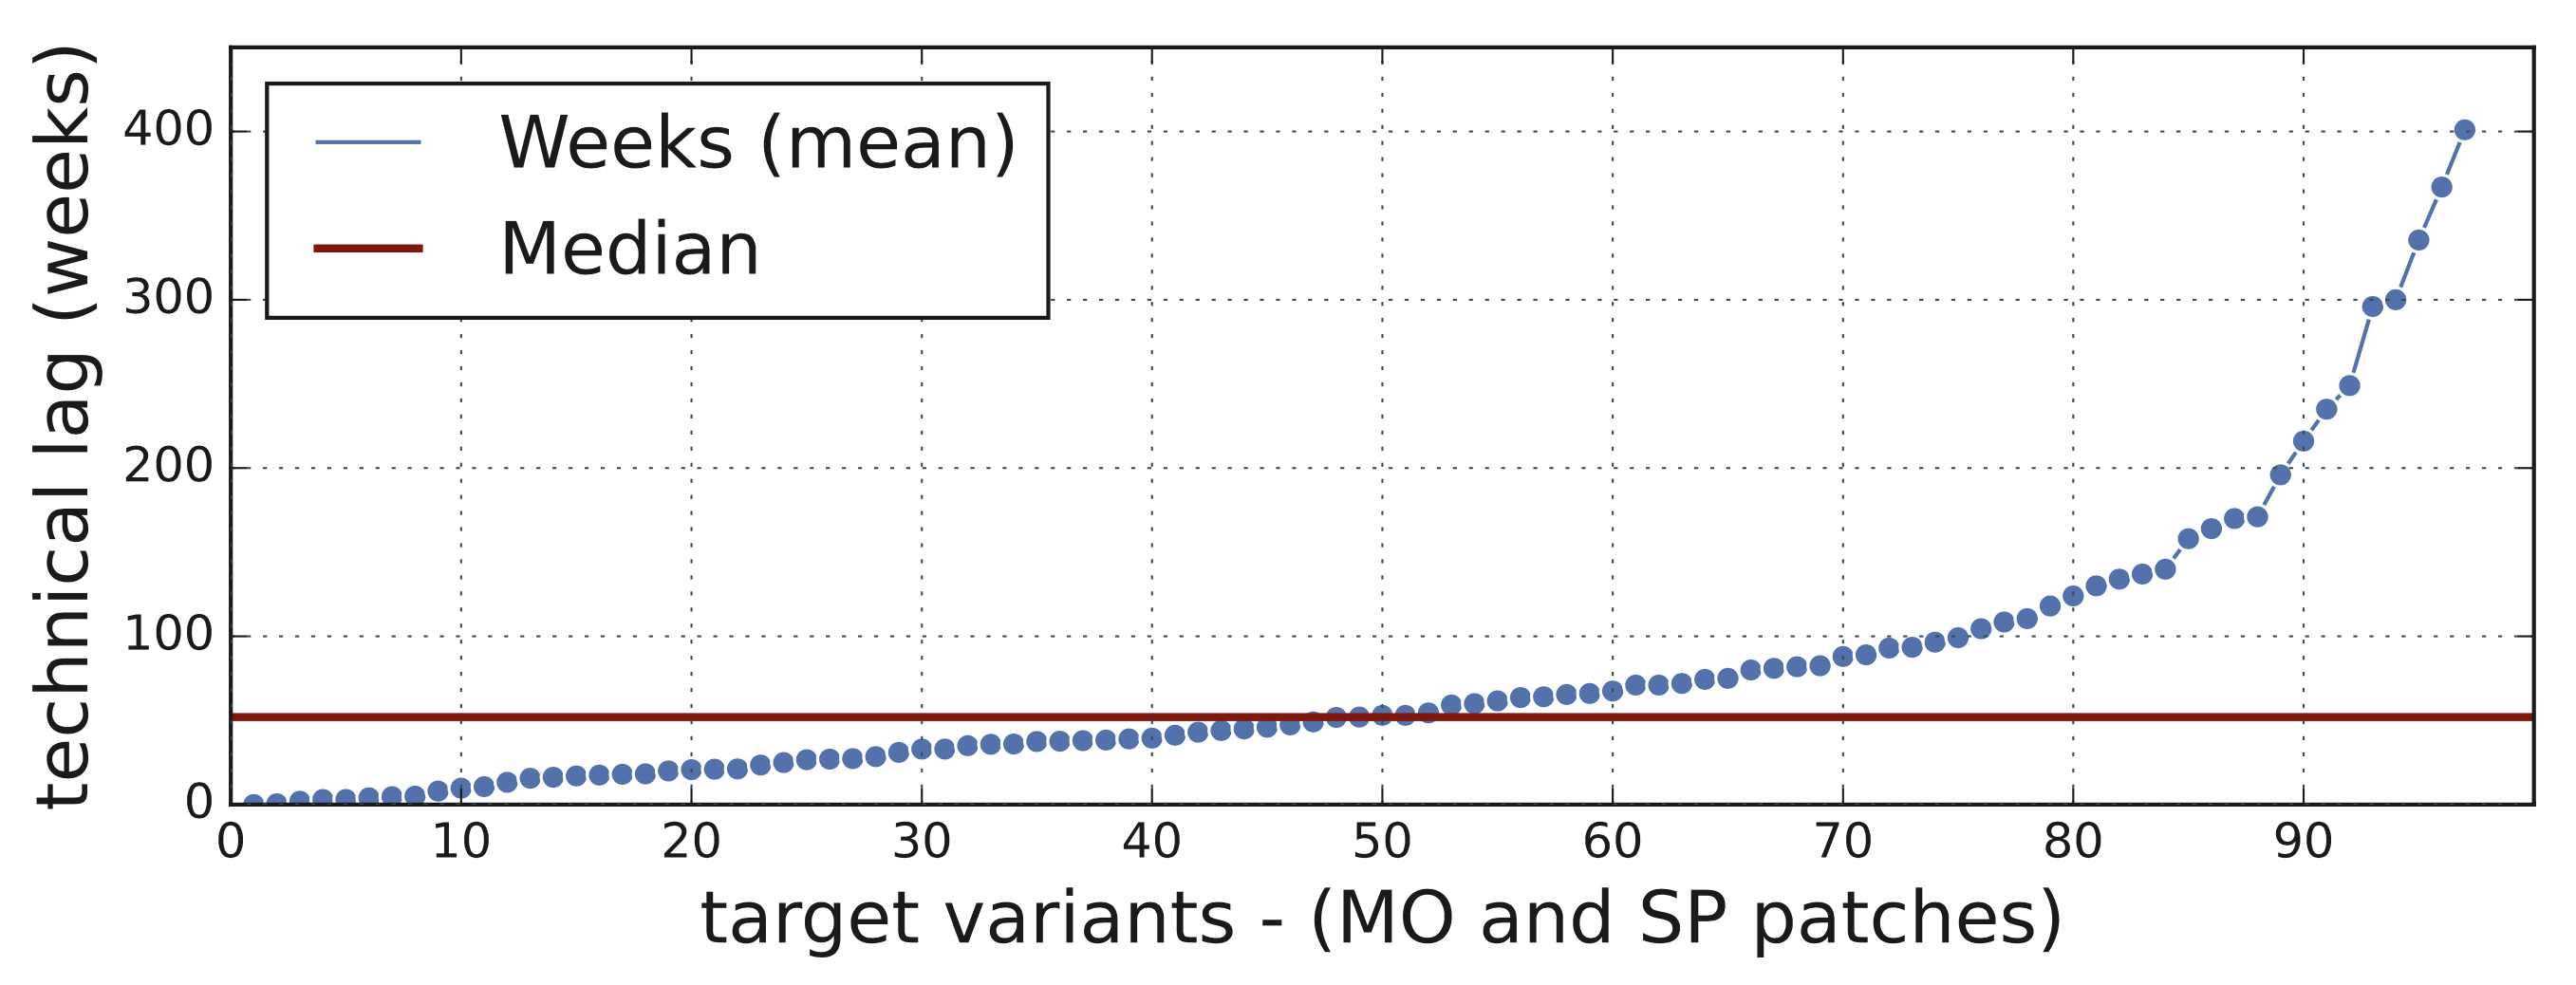 technical lag (weeks)
400
300
200
100
0
Weeks (mean)
Median
0 10 20 30 40 50 60 70 80 90
target variants - (MO and SP patches)